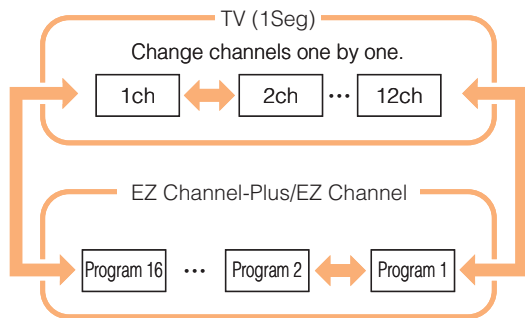 TV (1Seg)
Change channels one by one.
1ch 2ch ••• 12ch
EZ Channel-Plus/EZ Channel
Program 16 ••• Program 2 Program 1